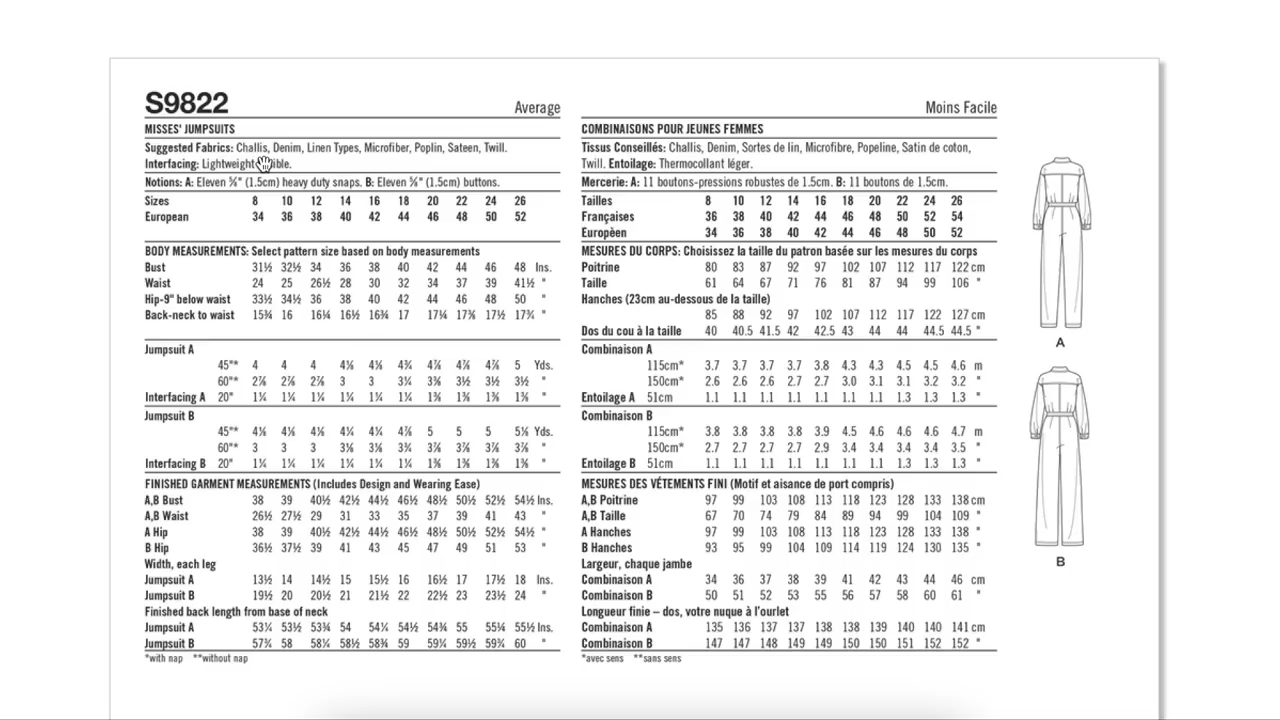 S9822 Average
MISSES' JUMPSUITS
Suggested Fabrics: Challis, Denim, Linen Types, Microfiber, Poplin, Sateen, Twill.
Interfacing: Lightweight
Notions: A: Eleven ⅝" (1.5cm) heavy duty snaps. B: Eleven ⅝" (1.5cm) buttons.
Sizes 8 10 12 14 16 18 20 22 24 26
European 34 36 38 40 42 44 46 48 50 52
BODY MEASUREMENTS: Select pattern size based on body measurements
Bust 31½ 32½ 34 36 38 40 42 44 46 48 Ins.
Waist 24 25 26½ 28 30 32 34 37 39 41½ "
Hip-9" below waist 33½ 34½ 36 38 40 42 44 46 48 50 "
Back-neck to waist 15¾ 16 16¼ 16½ 16¾ 17 17¼ 17⅜ 17½ 17¾ "
Jumpsuit A
45"* 4 4 4 4⅛ 4⅛ 4¾ 4⅞ 4⅞ 4⅞ 5 Yds.
60"* 2⅞ 2⅞ 2⅞ 3 3 3¼ 3⅜ 3½ 3½ 3½ "
Interfacing A 20" 1¼ 1¼ 1¼ 1¼ 1¼ 1¼ 1⅜ 1⅜ 1⅜ 1⅜ "
Jumpsuit B
45"* 4⅛ 4⅛ 4⅛ 4¼ 4¼ 4⅞ 5 5 5 5⅛ Yds.
60"* 3 3 3 3⅛ 3⅛ 3¾ 3⅞ 3⅞ 3⅞ 3⅞ "
Interfacing B 20" 1¼ 1¼ 1¼ 1¼ 1¼ 1⅜ 1⅜ 1⅜ 1⅜ 1⅜ "
FINISHED GARMENT MEASUREMENTS (Includes Design and Wearing Ease)
A,B Bust 38 39 40½ 42½ 44½ 46½ 48½ 50½ 52½ 54½ Ins.
A,B Waist 26½ 27½ 29 31 33 35 37 39 41 43 "
A Hip 38 39 40½ 42½ 44½ 46½ 48½ 50½ 52½ 54½ "
B Hip 36½ 37½ 39 41 43 45 47 49 51 53 "
Width, each leg
Jumpsuit A 13½ 14 14½ 15 15½ 16 16½ 17 17½ 18 Ins.
Jumpsuit B 19½ 20 20½ 21 21½ 22 22½ 23 23½ 24 "
Finished back length from base of neck
Jumpsuit A 53¼ 53½ 53¾ 54 54¼ 54½ 54¾ 55 55¼ 55½ Ins.
Jumpsuit B 57¾ 58 58¼ 58½ 58¾ 59 59¼ 59½ 59¾ 60 "
*with nap **without nap
Moins Facile
COMBINAISONS POUR JEUNES FEMMES
Tissus Conseillés: Challis, Denim, Sortes de lin, Microfibre, Popeline, Satin de coton,
Twill. Entoilage: Thermocollant léger.
Mercerie: A: 11 boutons-pressions robustes de 1.5cm. B: 11 boutons de 1.5cm.
Tailles 8 10 12 14 16 18 20 22 24 26
Françaises 36 38 40 42 44 46 48 50 52 54
Europèen 34 36 38 40 42 44 46 48 50 52
MESURES DU CORPS: Choisissez la taille du patron basée sur les mesures du corps
Poitrine 80 83 87 92 97 102 107 112 117 122 cm
Taille 61 64 67 71 76 81 87 94 99 106 "
Hanches (23cm au-dessous de la taille)
85 88 92 97 102 107 112 117 122 127 cm
Dos du cou à la taille 40 40.5 41.5 42 42.5 43 44 44 44.5 44.5 "
Combinaison A
115cm* 3.7 3.7 3.7 3.7 3.8 4.3 4.3 4.5 4.5 4.6 m
150cm* 2.6 2.6 2.6 2.7 2.7 3.0 3.1 3.1 3.2 3.2 "
Entoilage A 51cm 1.1 1.1 1.1 1.1 1.1 1.1 1.1 1.3 1.3 1.3 "
Combinaison B
115cm* 3.8 3.8 3.8 3.8 3.9 4.5 4.6 4.6 4.6 4.7 m
150cm* 2.7 2.7 2.7 2.7 2.9 3.4 3.4 3.4 3.4 3.5 "
Entoilage B 51cm 1.1 1.1 1.1 1.1 1.1 1.1 1.1 1.3 1.3 1.3 "
MESURES DES VÉTEMENTS FINI (Motif et aisance de port compris)
A,B Poitrine 97 99 103 108 113 118 123 128 133 138 cm
A,B Taille 67 70 74 79 84 89 94 99 104 109 "
A Hanches 97 99 103 108 113 118 123 128 133 138 "
B Hanches 93 95 99 104 109 114 119 124 130 135 "
Largeur, chaque jambe
Combinaison A 34 36 37 38 39 41 42 43 44 46 cm
Combinaison B 50 51 52 53 55 56 57 58 60 61 "
Longueur finie – dos, votre nuque à l'ourlet
Combinaison A 135 136 137 137 138 138 139 140 140 141 cm
Combinaison B 147 147 148 149 149 150 150 151 152 152 "
*avec sens **sans sens
A
B